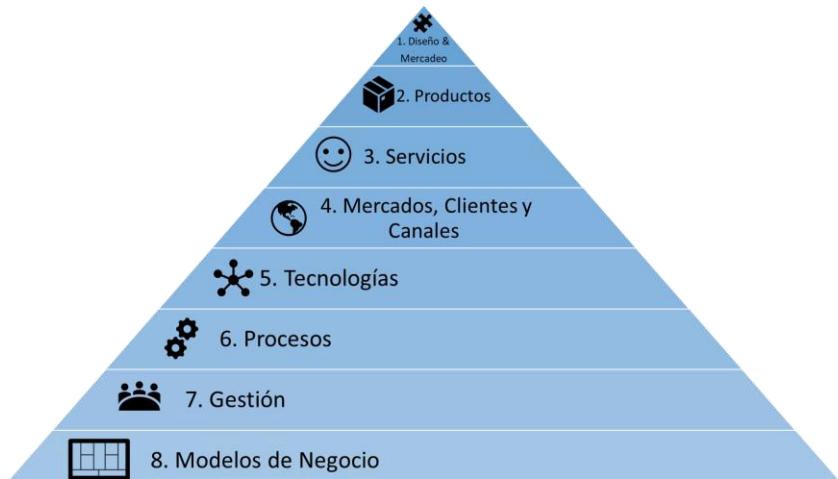 1. Diseño &
Mercadeo
2. Productos
3. Servicios
4. Mercados, Clientes y
Canales
5. Tecnologías
6. Procesos
7. Gestión
8. Modelos de Negocio